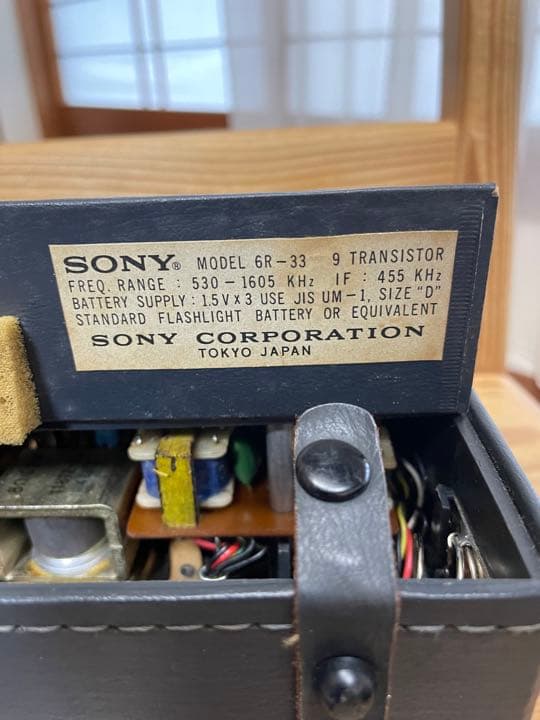 SONY® MODEL 6R-33 9 TRANSISTOR
FREQ. RANGE : 530 - 1605 KHz IF : 455 KHz
BATTERY SUPPLY : 1.5V x 3 USE JIS UM-1, SIZE "D"
STANDARD FLASHLIGHT BATTERY OR EQUIVALENT
SONY CORPORATION
TOKYO JAPAN